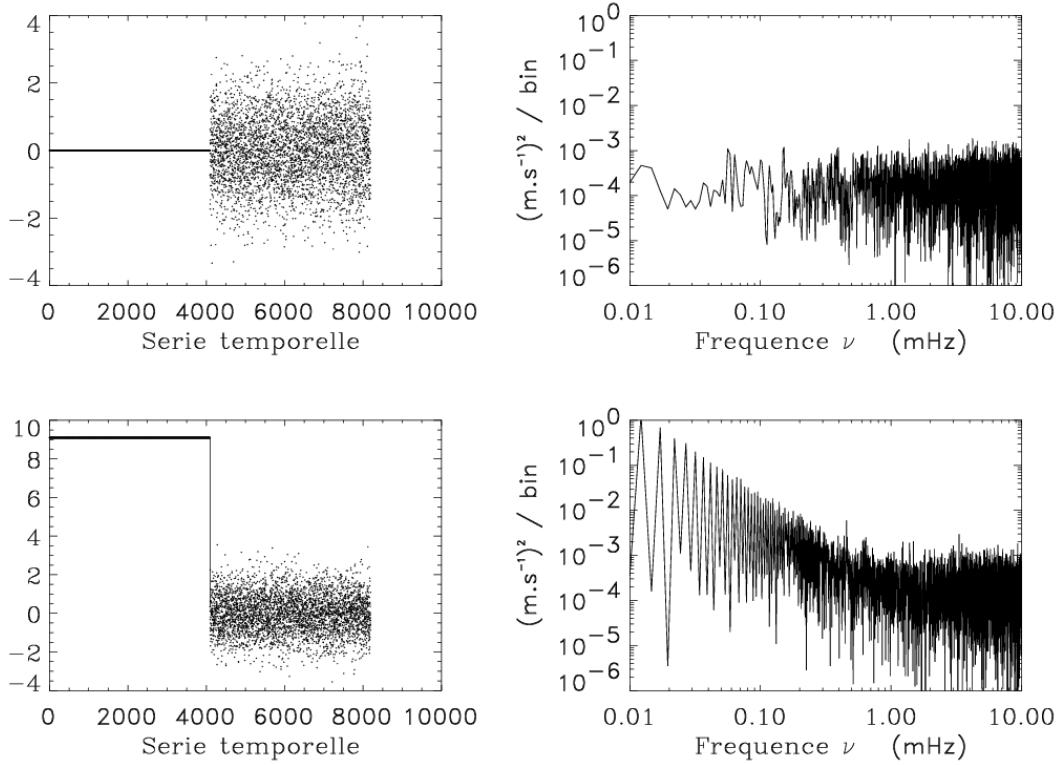 4
2
0
−2
−4
0 2000 4000 6000 8000 10000
Serie temporelle
(m.s⁻¹)² / bin
10⁰
10⁻¹
10⁻²
10⁻³
10⁻⁴
10⁻⁵
10⁻⁶
0.01 0.10 1.00 10.00
Frequence ν (mHz)
10
8
6
4
2
0
−2
−4
0 2000 4000 6000 8000 10000
Serie temporelle
(m.s⁻¹)² / bin
10⁰
10⁻¹
10⁻²
10⁻³
10⁻⁴
10⁻⁵
10⁻⁶
0.01 0.10 1.00 10.00
Frequence ν (mHz)